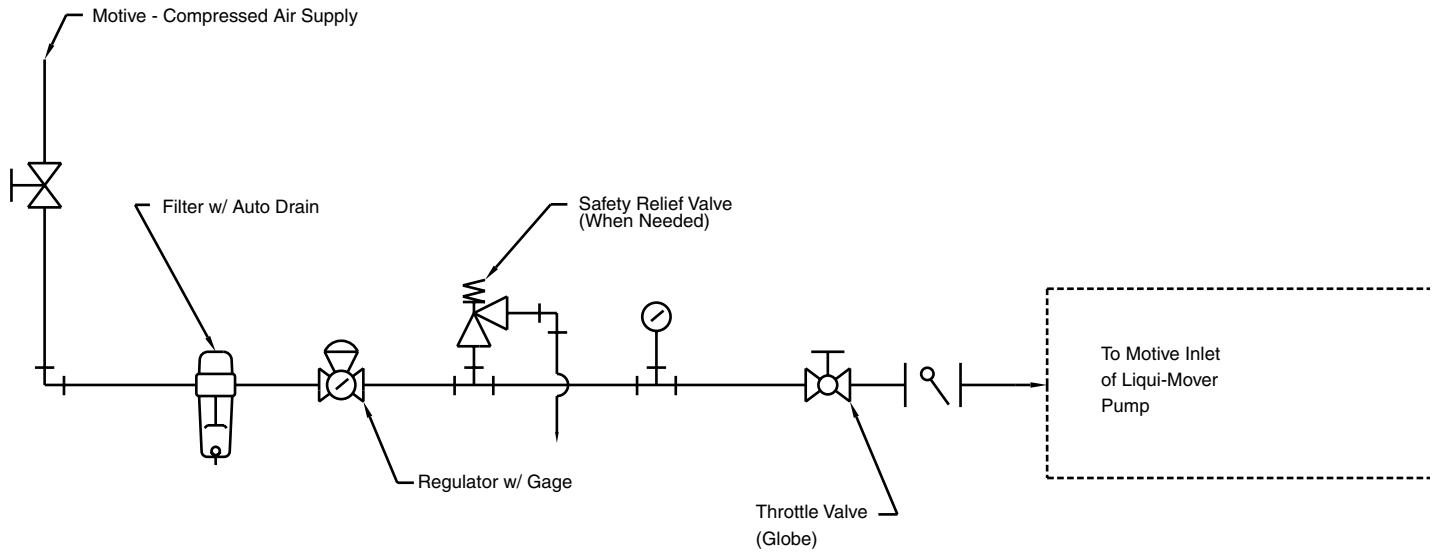 Motive - Compressed Air Supply
Filter w/ Auto Drain
Safety Relief Valve
(When Needed)
To Motive Inlet
of Liqui-Mover
Pump
Regulator w/ Gage
Throttle Valve
(Globe)